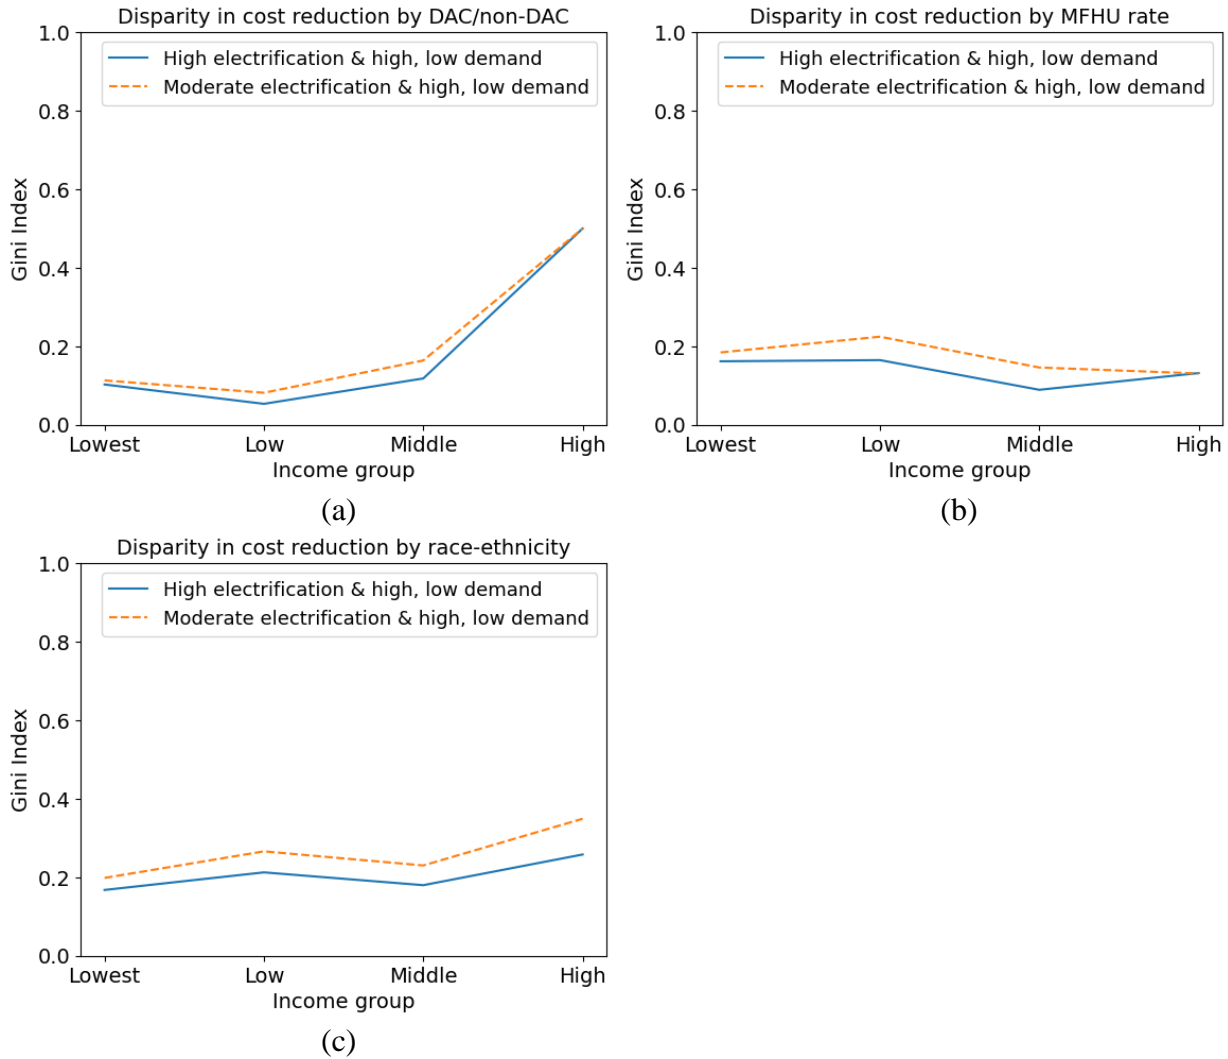 Disparity in cost reduction by DAC/non-DAC
High electrification & high, low demand
Moderate electrification & high, low demand
Gini Index
1.0
0.8
0.6
0.4
0.2
0.0
Lowest
Low
Middle
High
Income group
(a)
Disparity in cost reduction by MFHU rate
High electrification & high, low demand
Moderate electrification & high, low demand
Gini Index
1.0
0.8
0.6
0.4
0.2
0.0
Lowest
Low
Middle
High
Income group
(b)
Disparity in cost reduction by race-ethnicity
High electrification & high, low demand
Moderate electrification & high, low demand
Gini Index
1.0
0.8
0.6
0.4
0.2
0.0
Lowest
Low
Middle
High
Income group
(c)